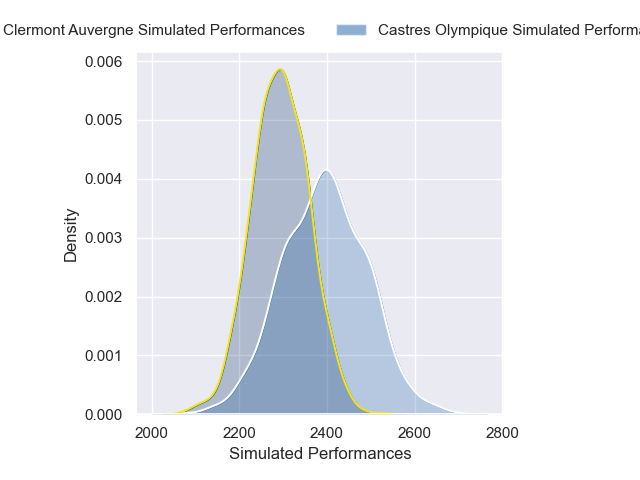 Clermont Auvergne Simulated Performances Castres Olympique Simulated
0.006
0.005
0.004
0.003
0.002
0.001
0.000
Density
2000 2200 2400 2600 2800
Simulated Performances